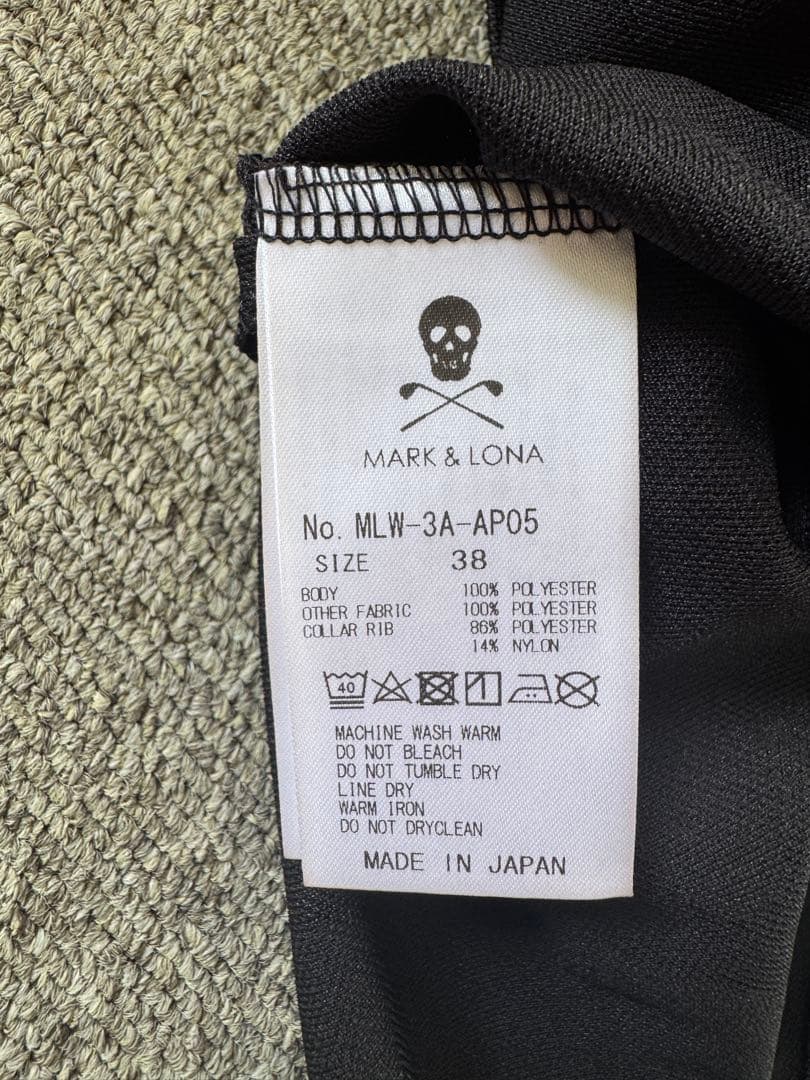 MARK & LONA
No. MLW-3A-AP05
SIZE 38
BODY 100% POLYESTER
OTHER FABRIC 100% POLYESTER
COLLAR RIB 86% POLYESTER
14% NYLON
40
MACHINE WASH WARM
DO NOT BLEACH
DO NOT TUMBLE DRY
LINE DRY
WARM IRON
DO NOT DRYCLEAN
MADE IN JAPAN